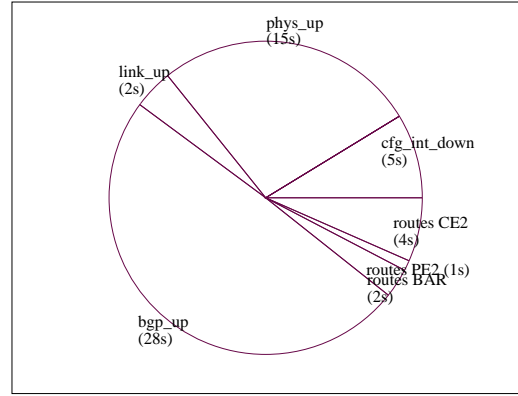 phys_up
(15s)
link_up
(2s)
cfg_int_down
(5s)
routes CE2
(4s)
routes PE2 (1s)
routes BAR
(2s)
bgp_up
(28s)